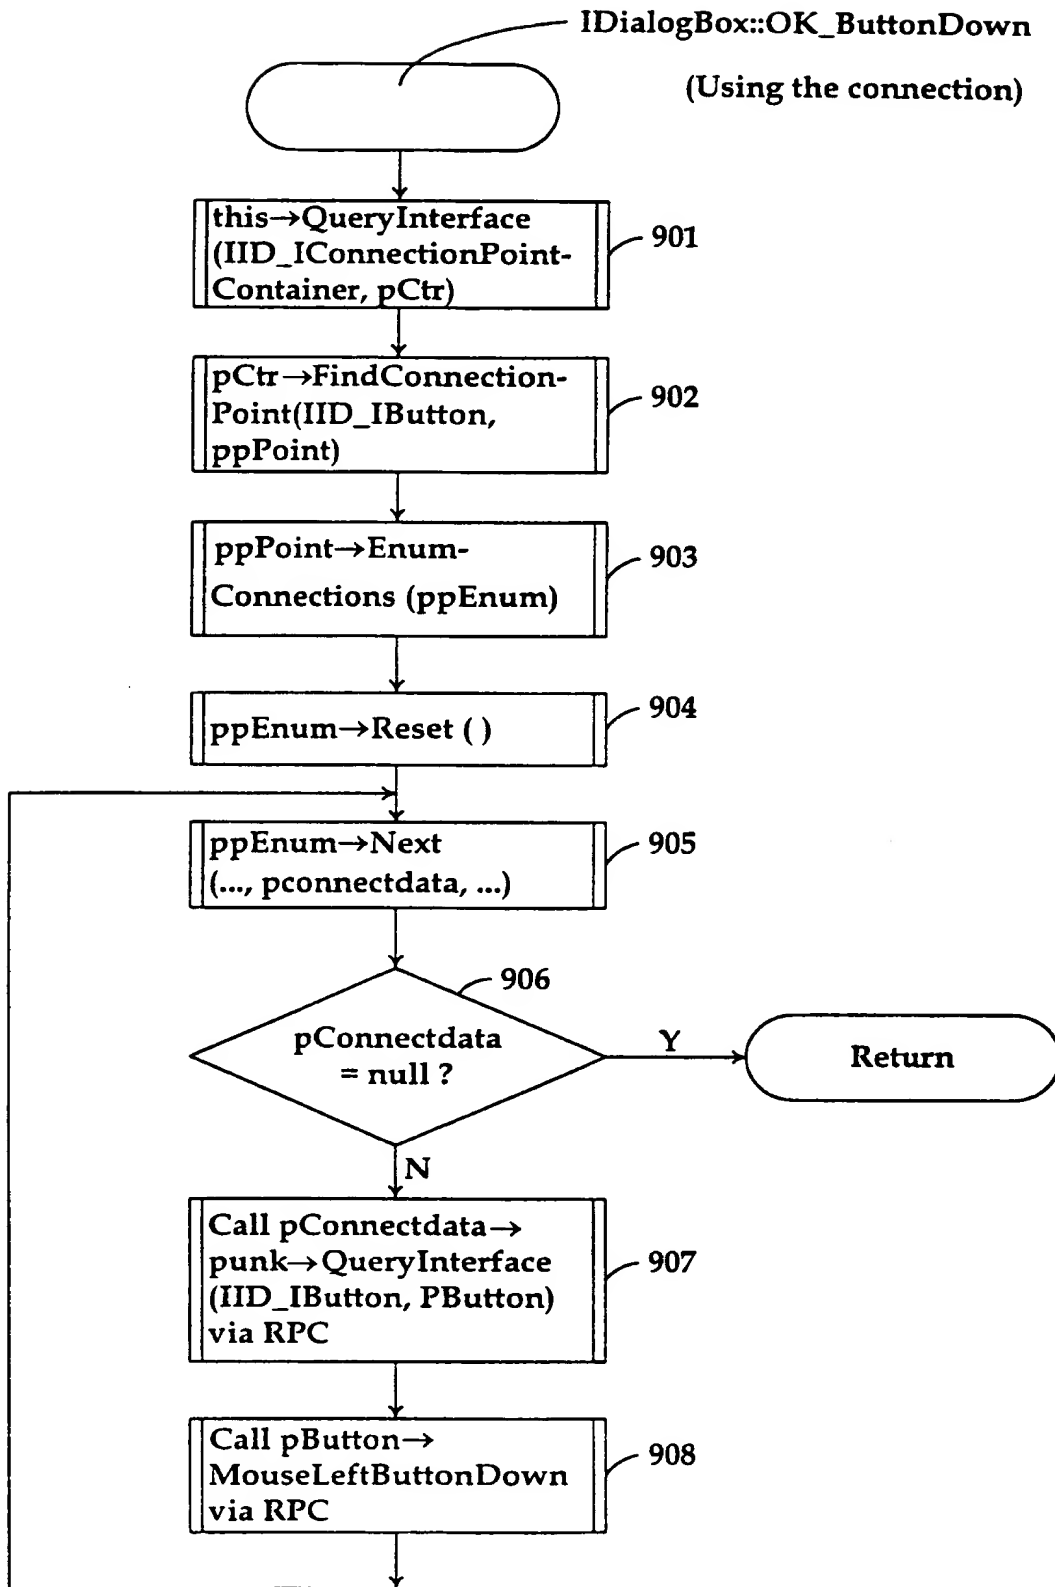 IDialogBox::OK_ButtonDown
(Using the connection)
this→QueryInterface
(IID_IConnectionPoint-
Container, pCtr)
901
pCtr→FindConnection-
Point(IID_IButton,
ppPoint)
902
ppPoint→Enum-
Connections (ppEnum)
903
ppEnum→Reset ( )
904
ppEnum→Next
(..., pconnectdata, ...)
905
906
pConnectdata
= null ?
Y
Return
N
Call pConnectdata→
punk→QueryInterface
(IID_IButton, PButton)
via RPC
907
Call pButton→
MouseLeftButtonDown
via RPC
908